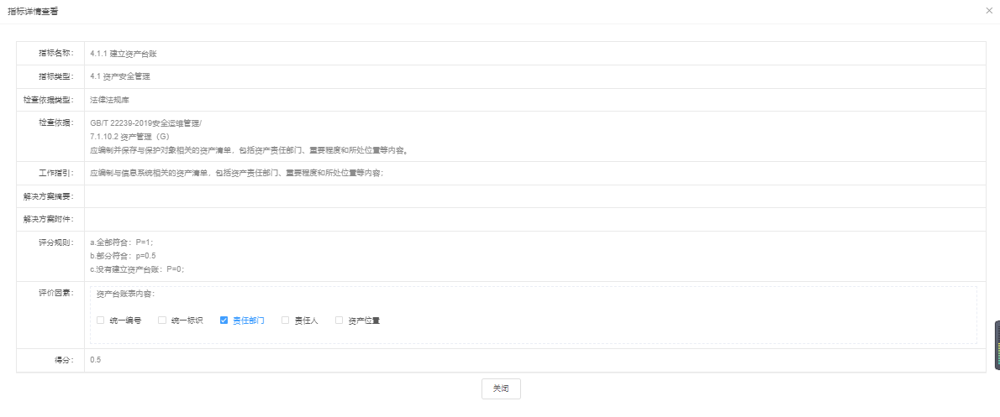 指标详情查看
指标名称： 4.1.1 建立资产台账
指标类型： 4.1 资产安全管理
检查依据类型： 法律法规库
检查依据： GB/T 22239-2019安全运维管理/
7.1.10.2 资产管理（G）
应编制并保存与保护对象相关的资产清单，包括资产责任部门、重要程度和所处位置等内容。
工作指引： 应编制与信息系统相关的资产清单，包括资产责任部门、重要程度和所处位置等内容；
解决方案摘要：
解决方案附件：
评分规则： a.全部符合：P=1；
b.部分符合：p=0.5
c.没有建立资产台账：P=0；
评价因素： 资产台账表内容：
统一编号 统一标识 责任部门 责任人 资产位置
得分： 0.5
关闭